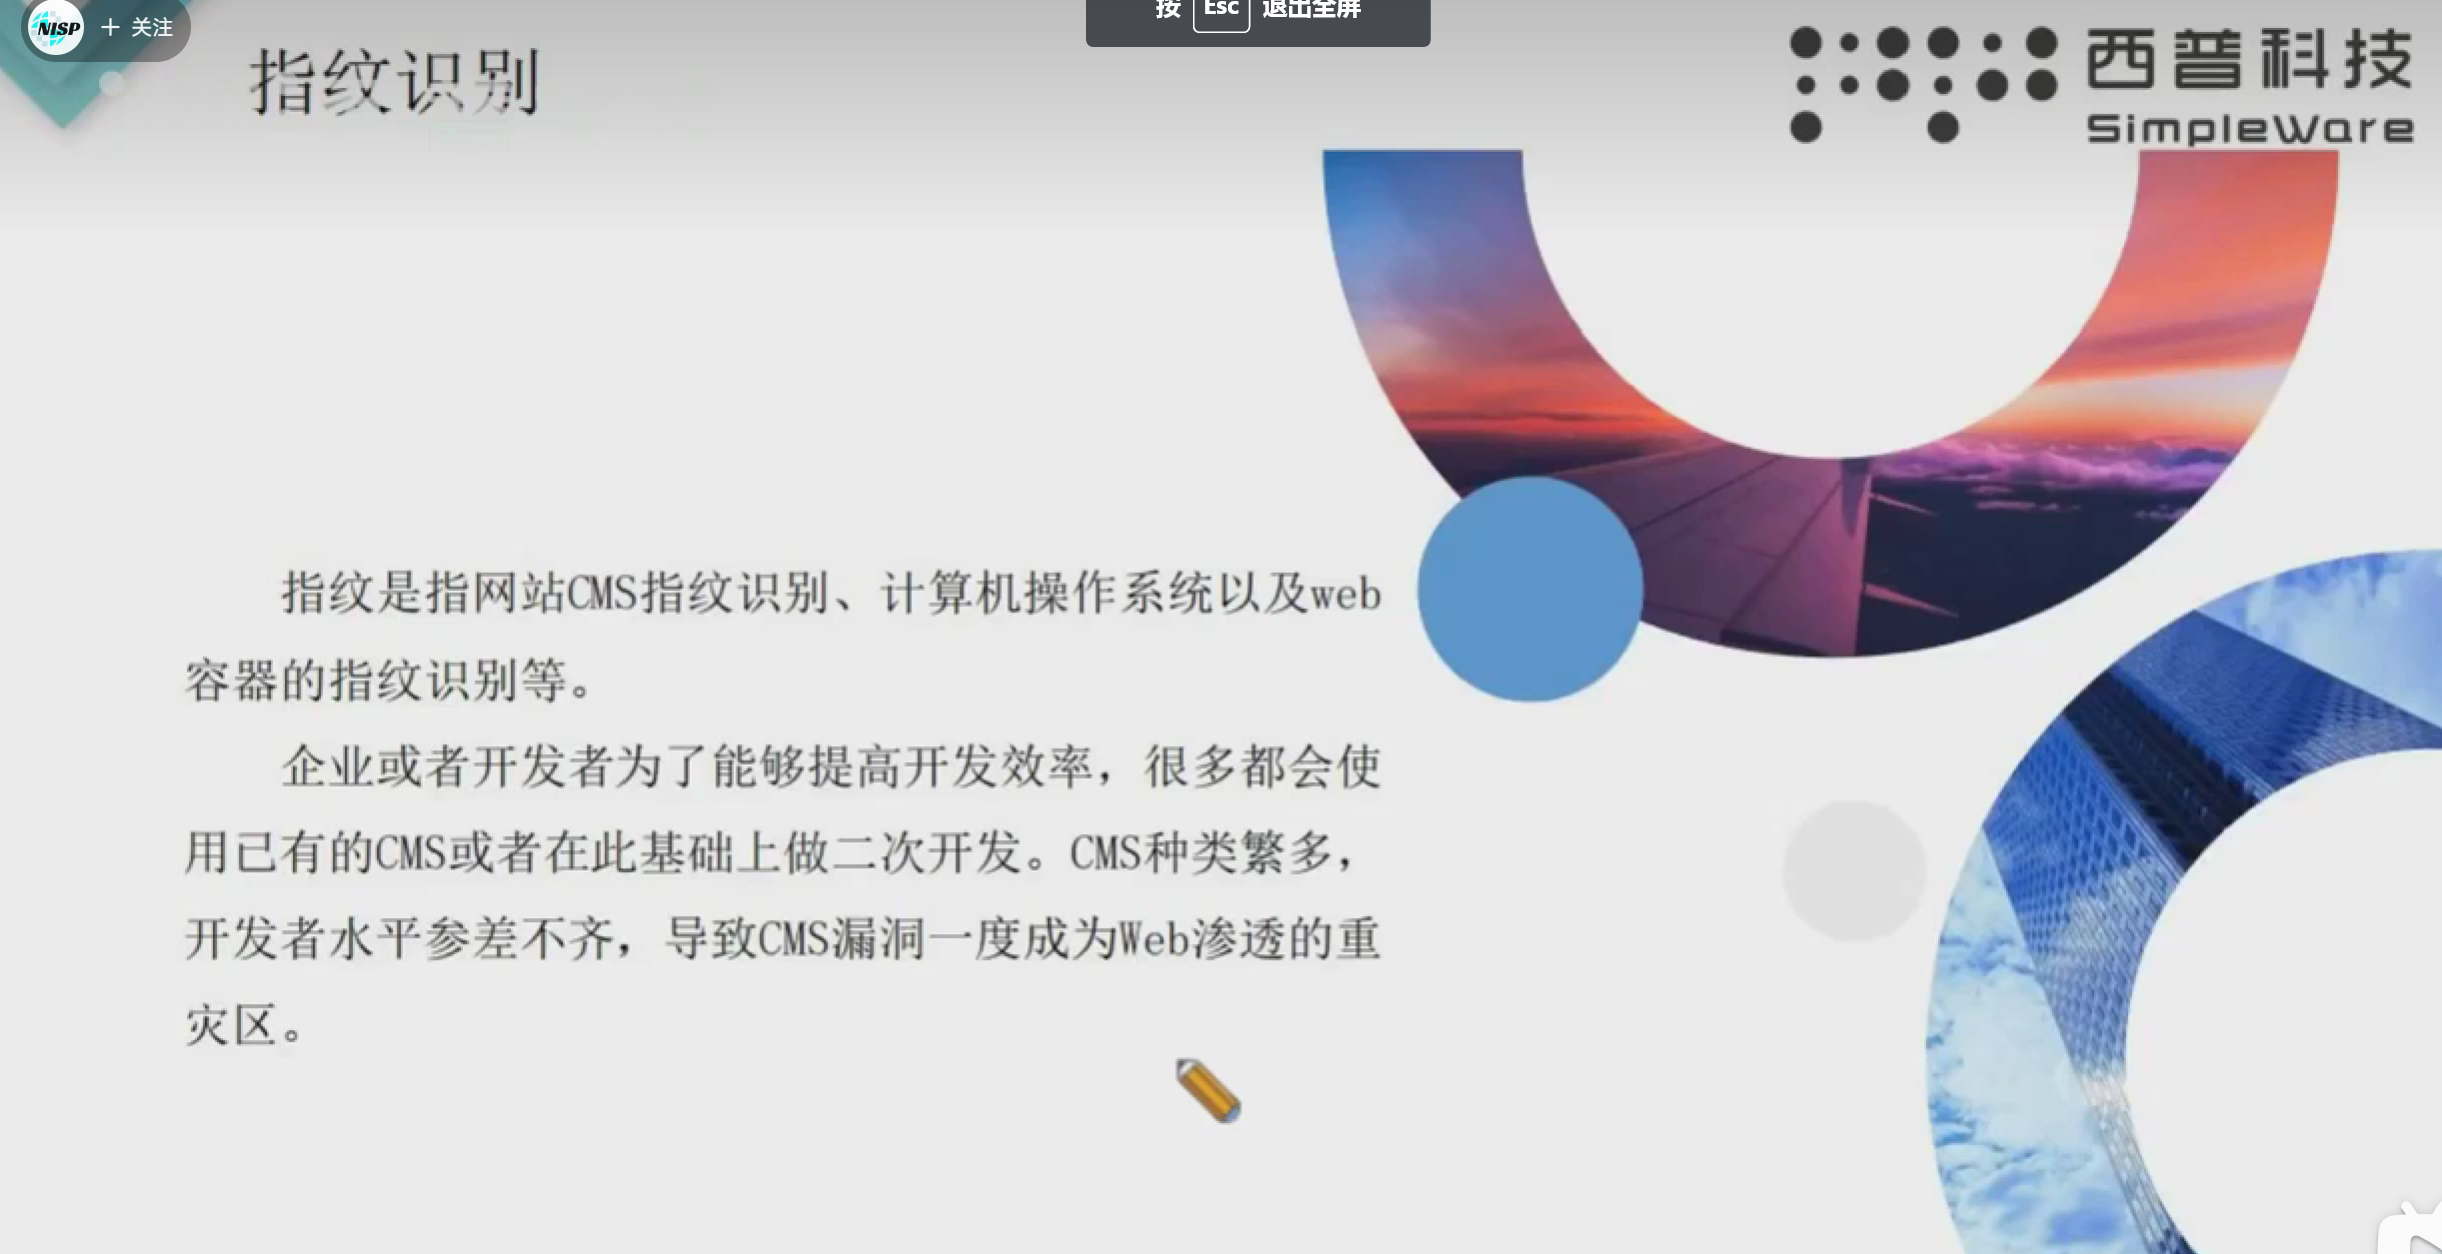 NISP
+ 关注
按 Esc 退出全屏
指纹识别
西普科技
SimpleWare
指纹是指网站CMS指纹识别、计算机操作系统以及web
容器的指纹识别等。
企业或者开发者为了能够提高开发效率，很多都会使
用已有的CMS或者在此基础上做二次开发。CMS种类繁多，
开发者水平参差不齐，导致CMS漏洞一度成为Web渗透的重
灾区。